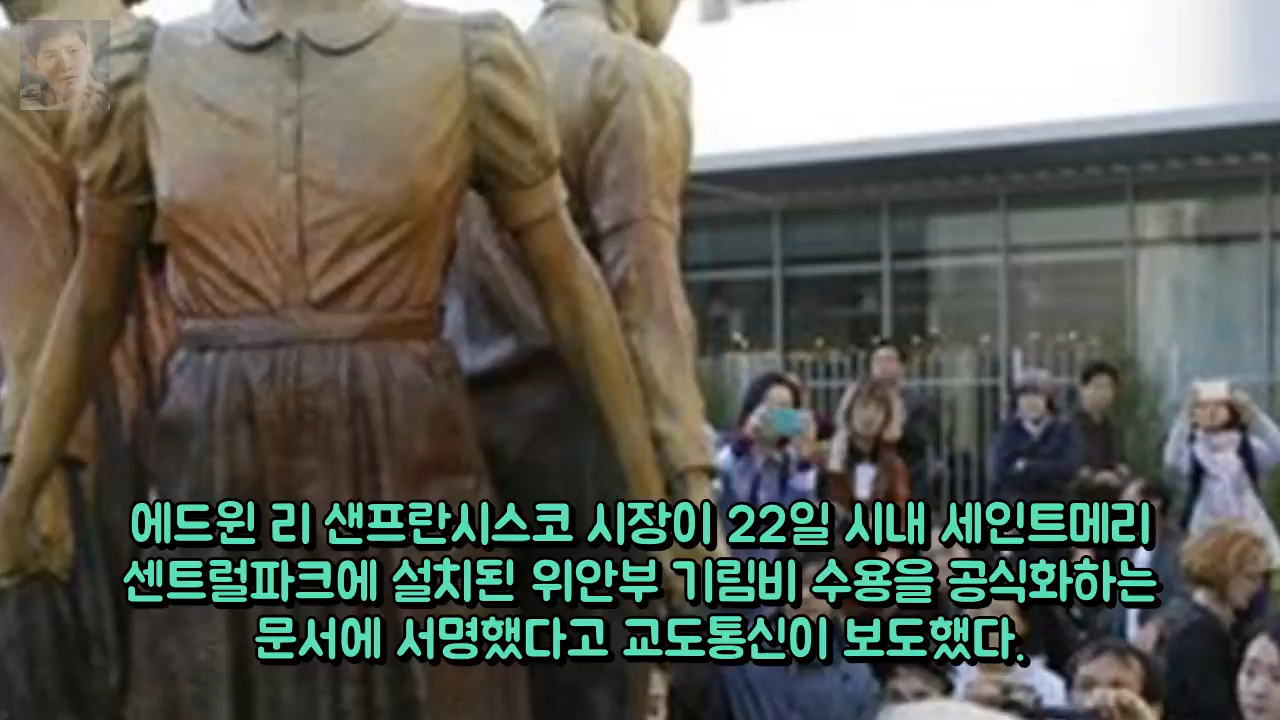 에드윈 리 샌프란시스코 시장이 22일 시내 세인트메리
센트럴파크에 설치된 위안부 기림비 수용을 공식화하는
문서에 서명했다고 교도통신이 보도했다.